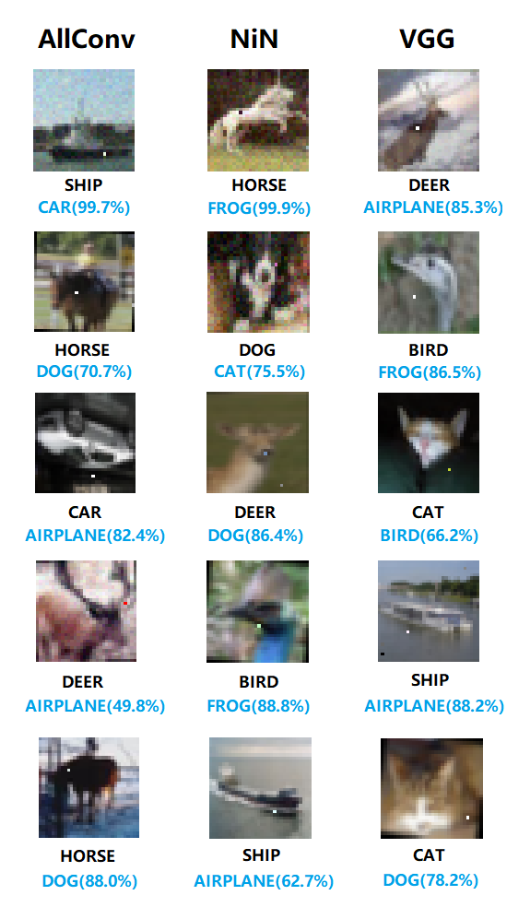 AllConv NiN VGG
SHIP HORSE DEER
CAR(99.7%) FROG(99.9%) AIRPLANE(85.3%)
HORSE DOG BIRD
DOG(70.7%) CAT(75.5%) FROG(86.5%)
CAR DEER CAT
AIRPLANE(82.4%) DOG(86.4%) BIRD(66.2%)
DEER BIRD SHIP
AIRPLANE(49.8%) FROG(88.8%) AIRPLANE(88.2%)
HORSE SHIP CAT
DOG(88.0%) AIRPLANE(62.7%) DOG(78.2%)